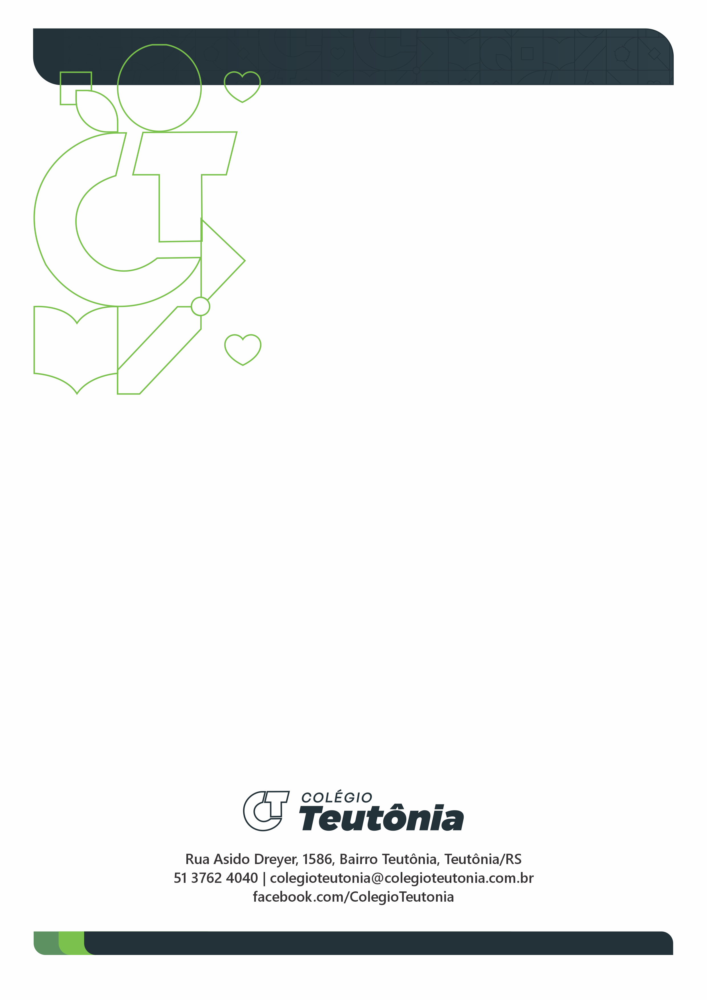 CT
COLÉGIO
Teutônia
Rua Asido Dreyer, 1586, Bairro Teutônia, Teutônia/RS
51 3762 4040 | colegioteutonia@colegioteutonia.com.br
facebook.com/ColegioTeutonia